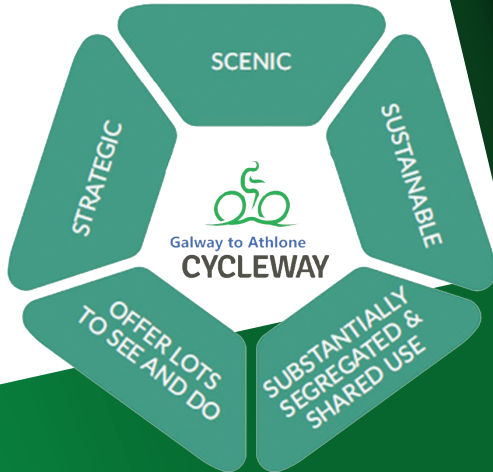 SCENIC
SUSTAINABLE
SUBSTANTIALLY
SEGREGATED &
SHARED USE
OFFER LOTS
TO SEE AND DO
STRATEGIC
Galway to Athlone
CYCLEWAY